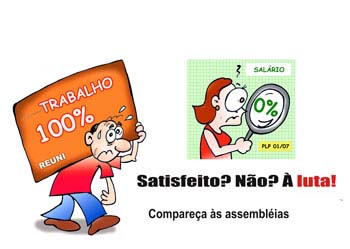 TRABALHO
100%
REUNI
SALÁRIO
0%
PLP 01/07
Satisfeito? Não? À luta!
Compareça às assembléias